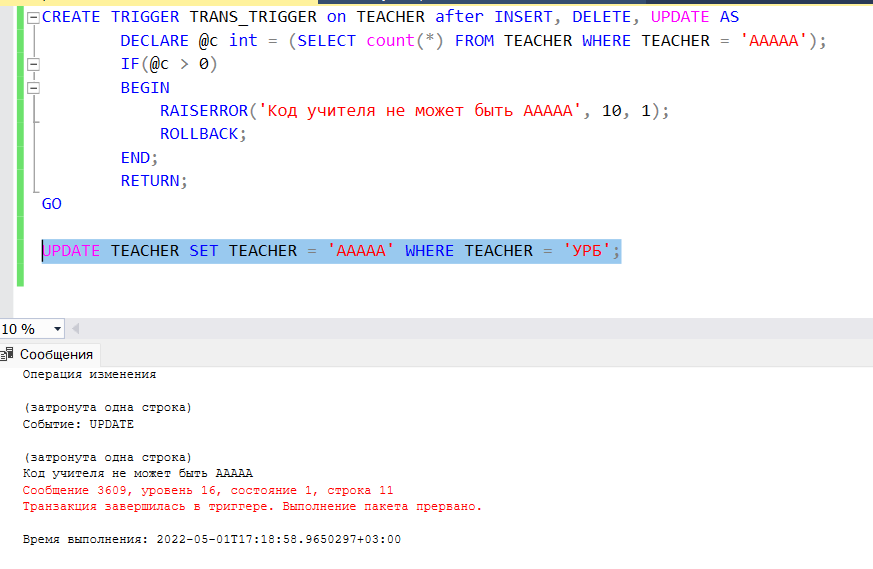 CREATE TRIGGER TRANS_TRIGGER on TEACHER after INSERT, DELETE, UPDATE AS
DECLARE @c int = (SELECT count(*) FROM TEACHER WHERE TEACHER = 'ААААА');
IF(@c > 0)
BEGIN
RAISERROR('Код учителя не может быть ААААА', 10, 1);
ROLLBACK;
END;
RETURN;
GO
UPDATE TEACHER SET TEACHER = 'ААААА' WHERE TEACHER = 'УРБ';
10 %
Сообщения
Операция изменения
(затронута одна строка)
Событие: UPDATE
(затронута одна строка)
Код учителя не может быть ААААА
Сообщение 3609, уровень 16, состояние 1, строка 11
Транзакция завершилась в триггере. Выполнение пакета прервано.
Время выполнения: 2022-05-01T17:18:58.9650297+03:00